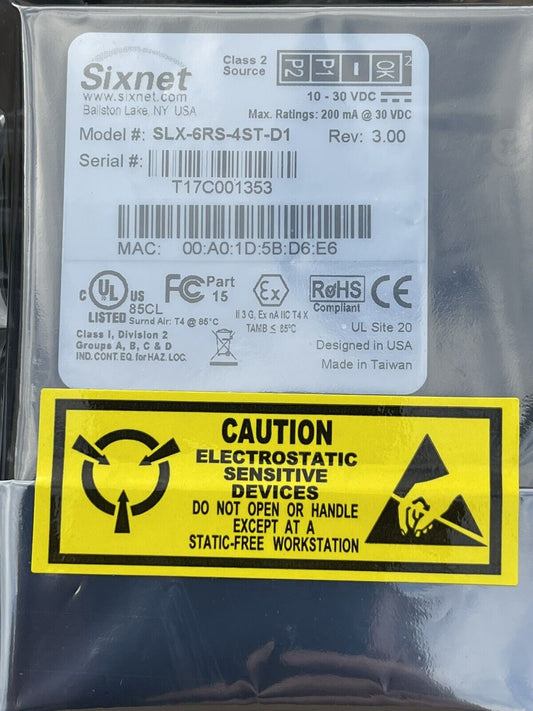 Sixnet
www.sixnet.com
Ballston Lake, NY USA
Class 2
Source
P2 P1 − OK 2
10 - 30 VDC
Max. Ratings: 200 mA @ 30 VDC
Model #: SLX-6RS-4ST-D1 Rev: 3.00
Serial #:
T17C001353
MAC: 00:A0:1D:5B:D6:E6
C UL US
LISTED 85CL
Surnd Air: T4 @ 85°C
Class I, Division 2
Groups A, B, C & D
IND. CONT. EQ. for HAZ. LOC.
FC Part
15
Ex
II 3 G, Ex nA IIC T4 X
TAMB ≤ 85°C
RoHS
Compliant
CE
UL Site 20
Designed in USA
Made in Taiwan
CAUTION
ELECTROSTATIC
SENSITIVE
DEVICES
DO NOT OPEN OR HANDLE
EXCEPT AT A
STATIC-FREE WORKSTATION